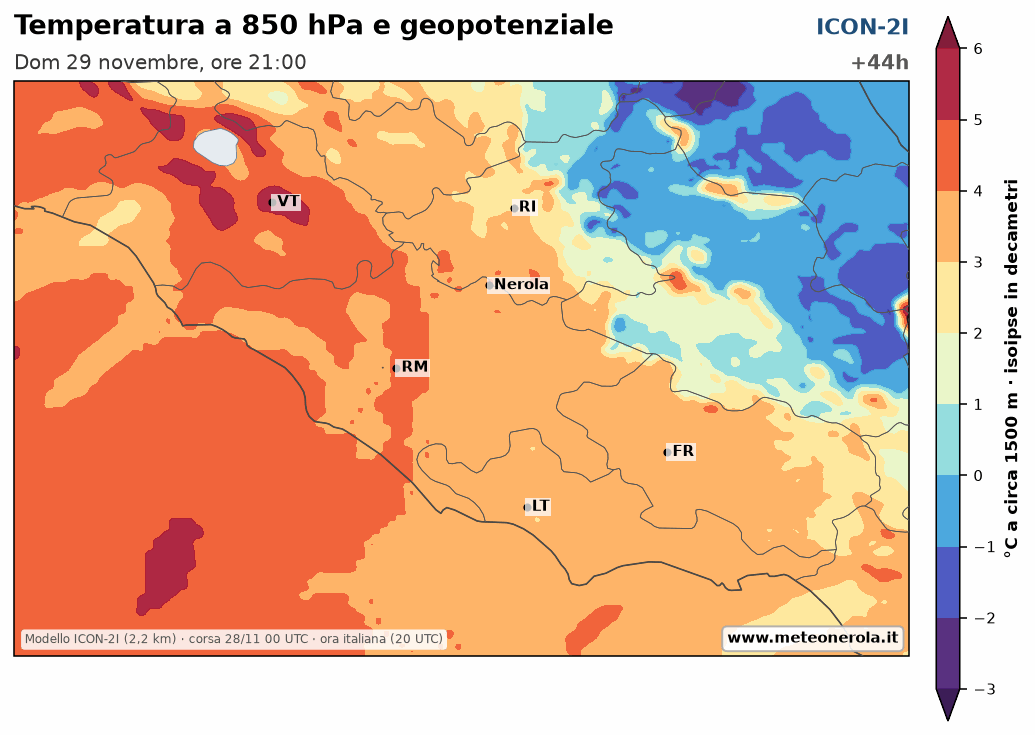 Temperatura a 850 hPa e geopotenziale
ICON-2I
Dom 29 novembre, ore 21:00
+44h
VT
RI
Nerola
RM
FR
LT
Modello ICON-2I (2,2 km) · corsa 28/11 00 UTC · ora italiana (20 UTC)
www.meteonerola.it
6
5
4
3
2
1
0
−1
−2
−3
°C a circa 1500 m · isoipse in decametri